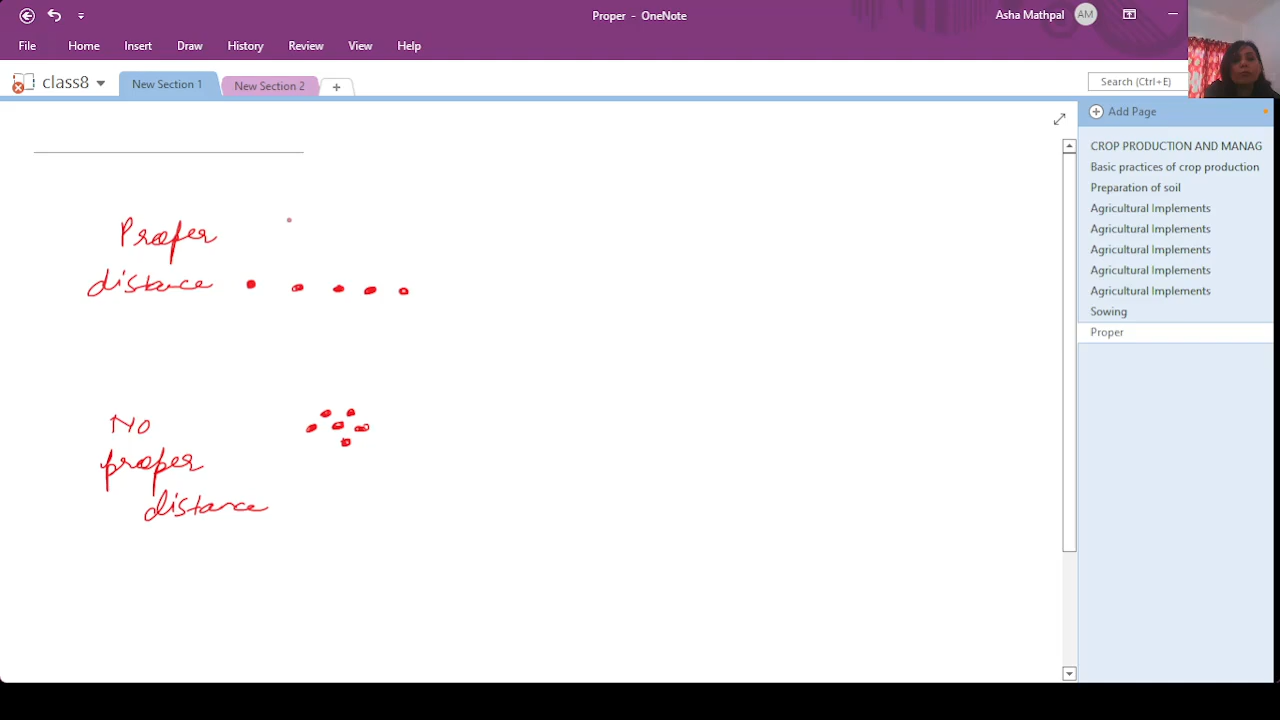 Proper - OneNote
Asha Mathpal AM
File Home Insert Draw History Review View Help
class8 New Section 1 New Section 2 +
Search (Ctrl+E)
Add Page
CROP PRODUCTION AND MANAG
Basic practices of crop production
Preparation of soil
Agricultural Implements
Agricultural Implements
Agricultural Implements
Agricultural Implements
Agricultural Implements
Sowing
Proper
Proper
distance
No
proper
distance